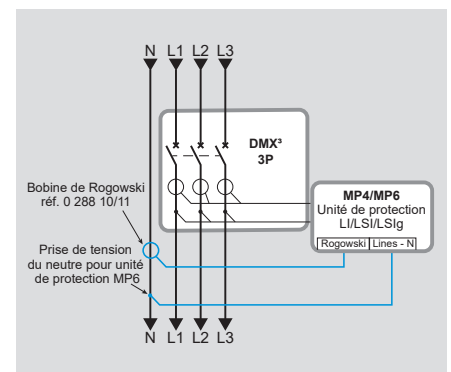 N L1 L2 L3
DMX³
3P
Bobine de Rogowski
réf. 0 288 10/11
MP4/MP6
Unité de protection
LI/LSI/LSIg
Rogowski Lines - N
Prise de tension
du neutre pour unité
de protection MP6
N L1 L2 L3